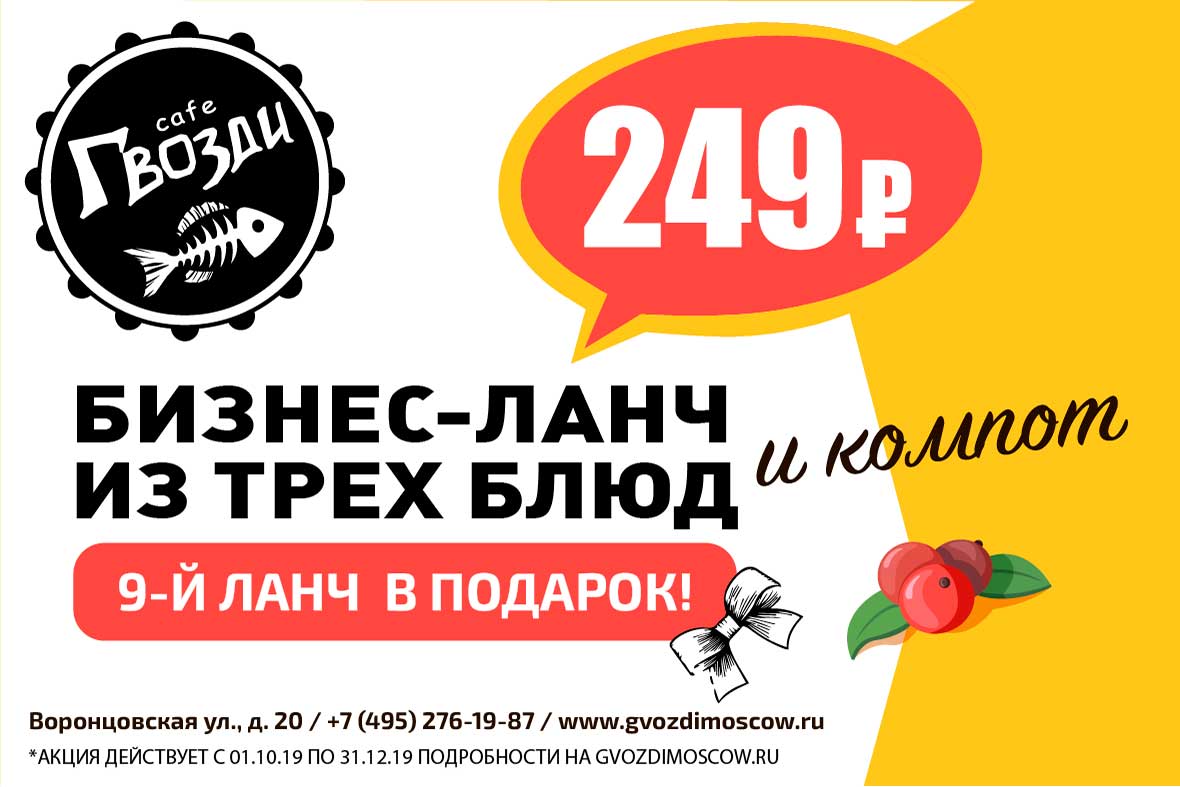 cafe
Гвозди
249₽
БИЗНЕС-ЛАНЧ
ИЗ ТРЕХ БЛЮД
и компот
9-Й ЛАНЧ В ПОДАРОК!
Воронцовская ул., д. 20 / +7 (495) 276-19-87 / www.gvozdimoscow.ru
*АКЦИЯ ДЕЙСТВУЕТ С 01.10.19 ПО 31.12.19 ПОДРОБНОСТИ НА GVOZDIMOSCOW.RU